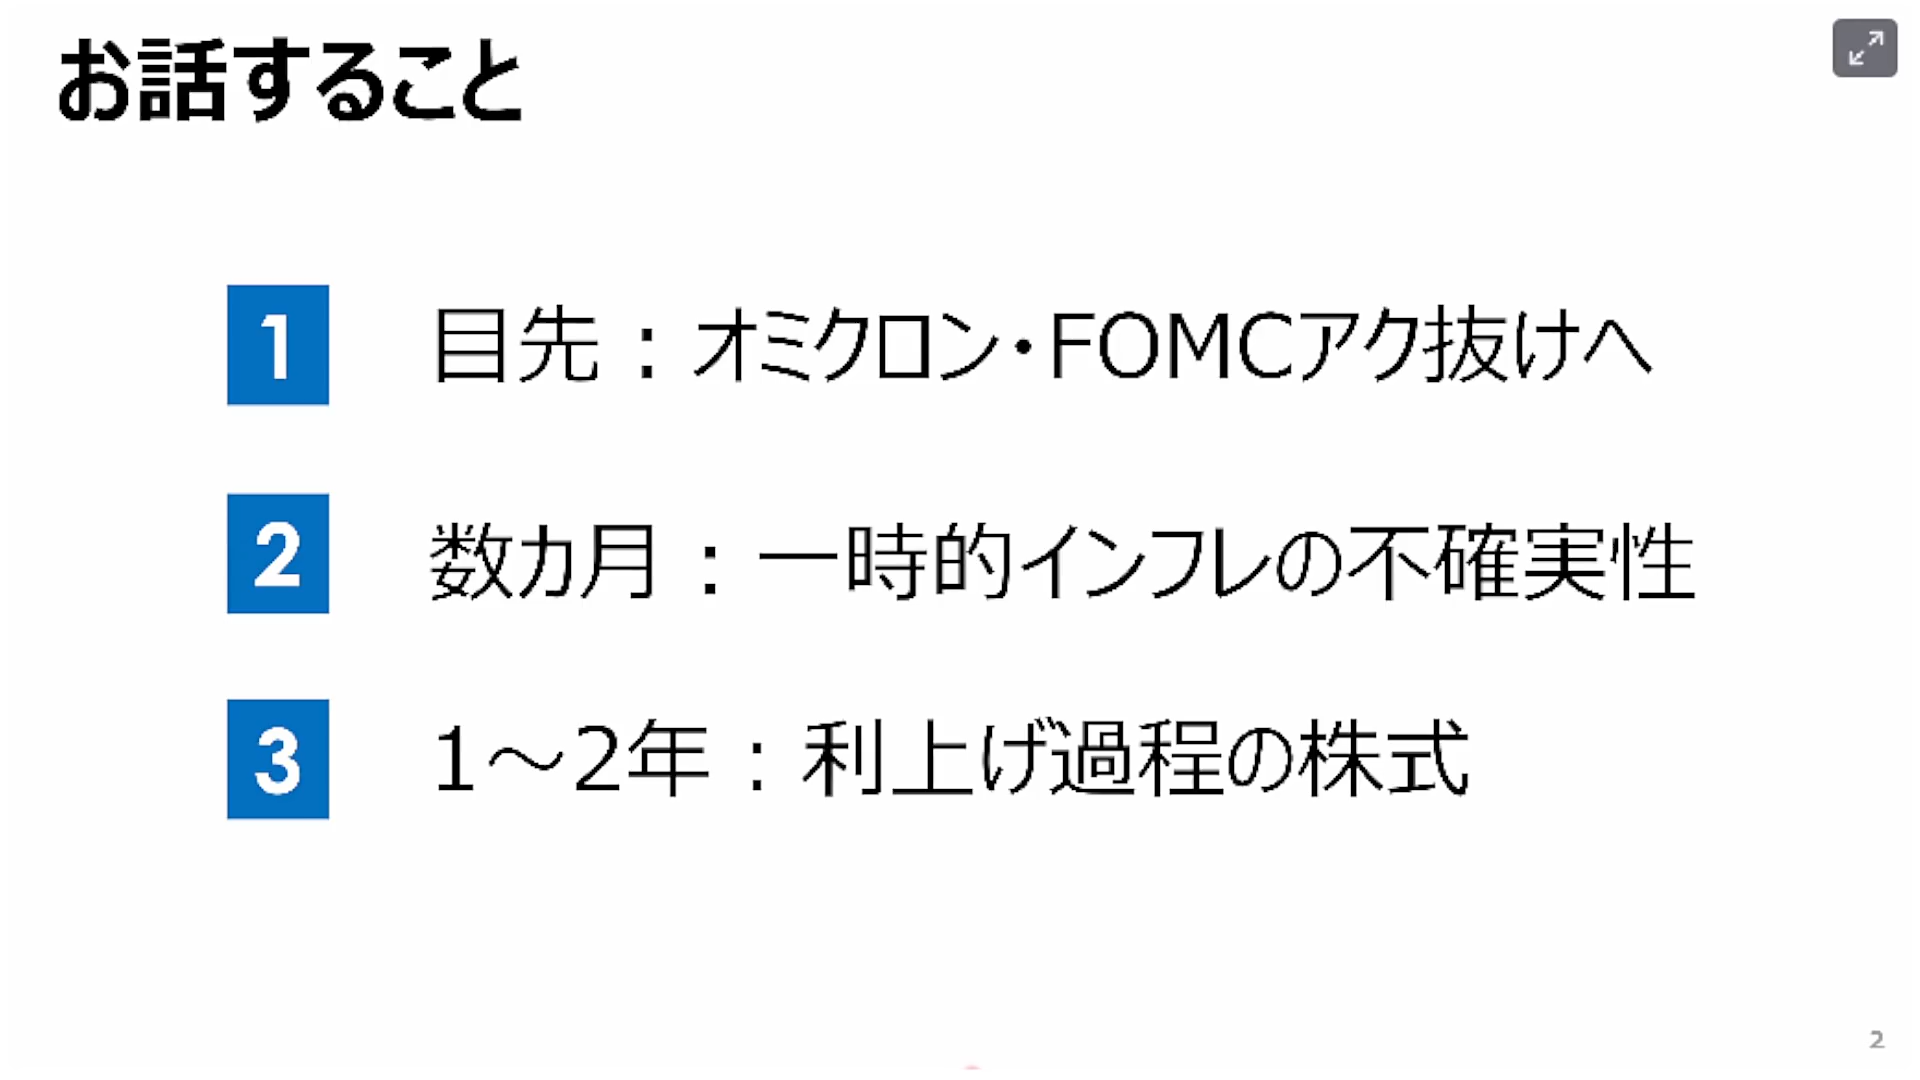 お話すること
1 目先：オミクロン・FOMCアク抜けへ
2 数カ月：一時的インフレの不確実性
3 1～2年：利上げ過程の株式
2